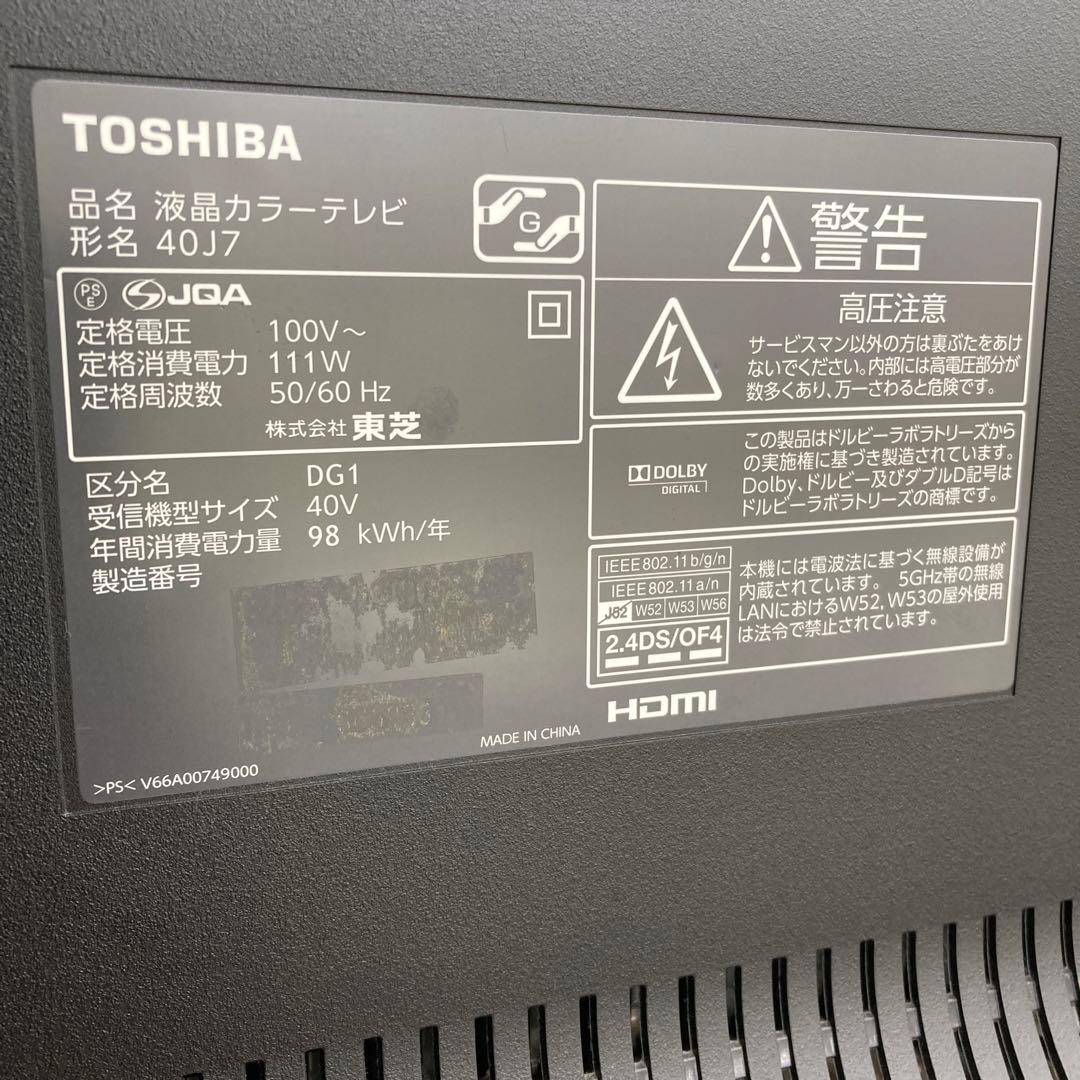 TOSHIBA
品名 液晶カラーテレビ
形名 40J7
G
PS
E
JQA
定格電圧 100V～
定格消費電力 111W
定格周波数 50/60 Hz
株式会社 東芝
区分名 DG1
受信機型サイズ 40V
年間消費電力量 98 kWh/年
製造番号
MADE IN CHINA
>PS< V66A00749000
警告
高圧注意
サービスマン以外の方は裏ぶたをあけ
ないでください。内部には高電圧部分が
数多くあり、万一さわると危険です。
DOLBY
DIGITAL
この製品はドルビーラボラトリーズから
の実施権に基づき製造されています。
Dolby、ドルビー及びダブルD記号は
ドルビーラボラトリーズの商標です。
IEEE802.11b/g/n
IEEE802.11a/n
J52 W52 W53 W56
2.4DS/OF4
本機には電波法に基づく無線設備が
内蔵されています。 5GHz帯の無線
LANにおけるW52, W53の屋外使用
は法令で禁止されています。
HDMI